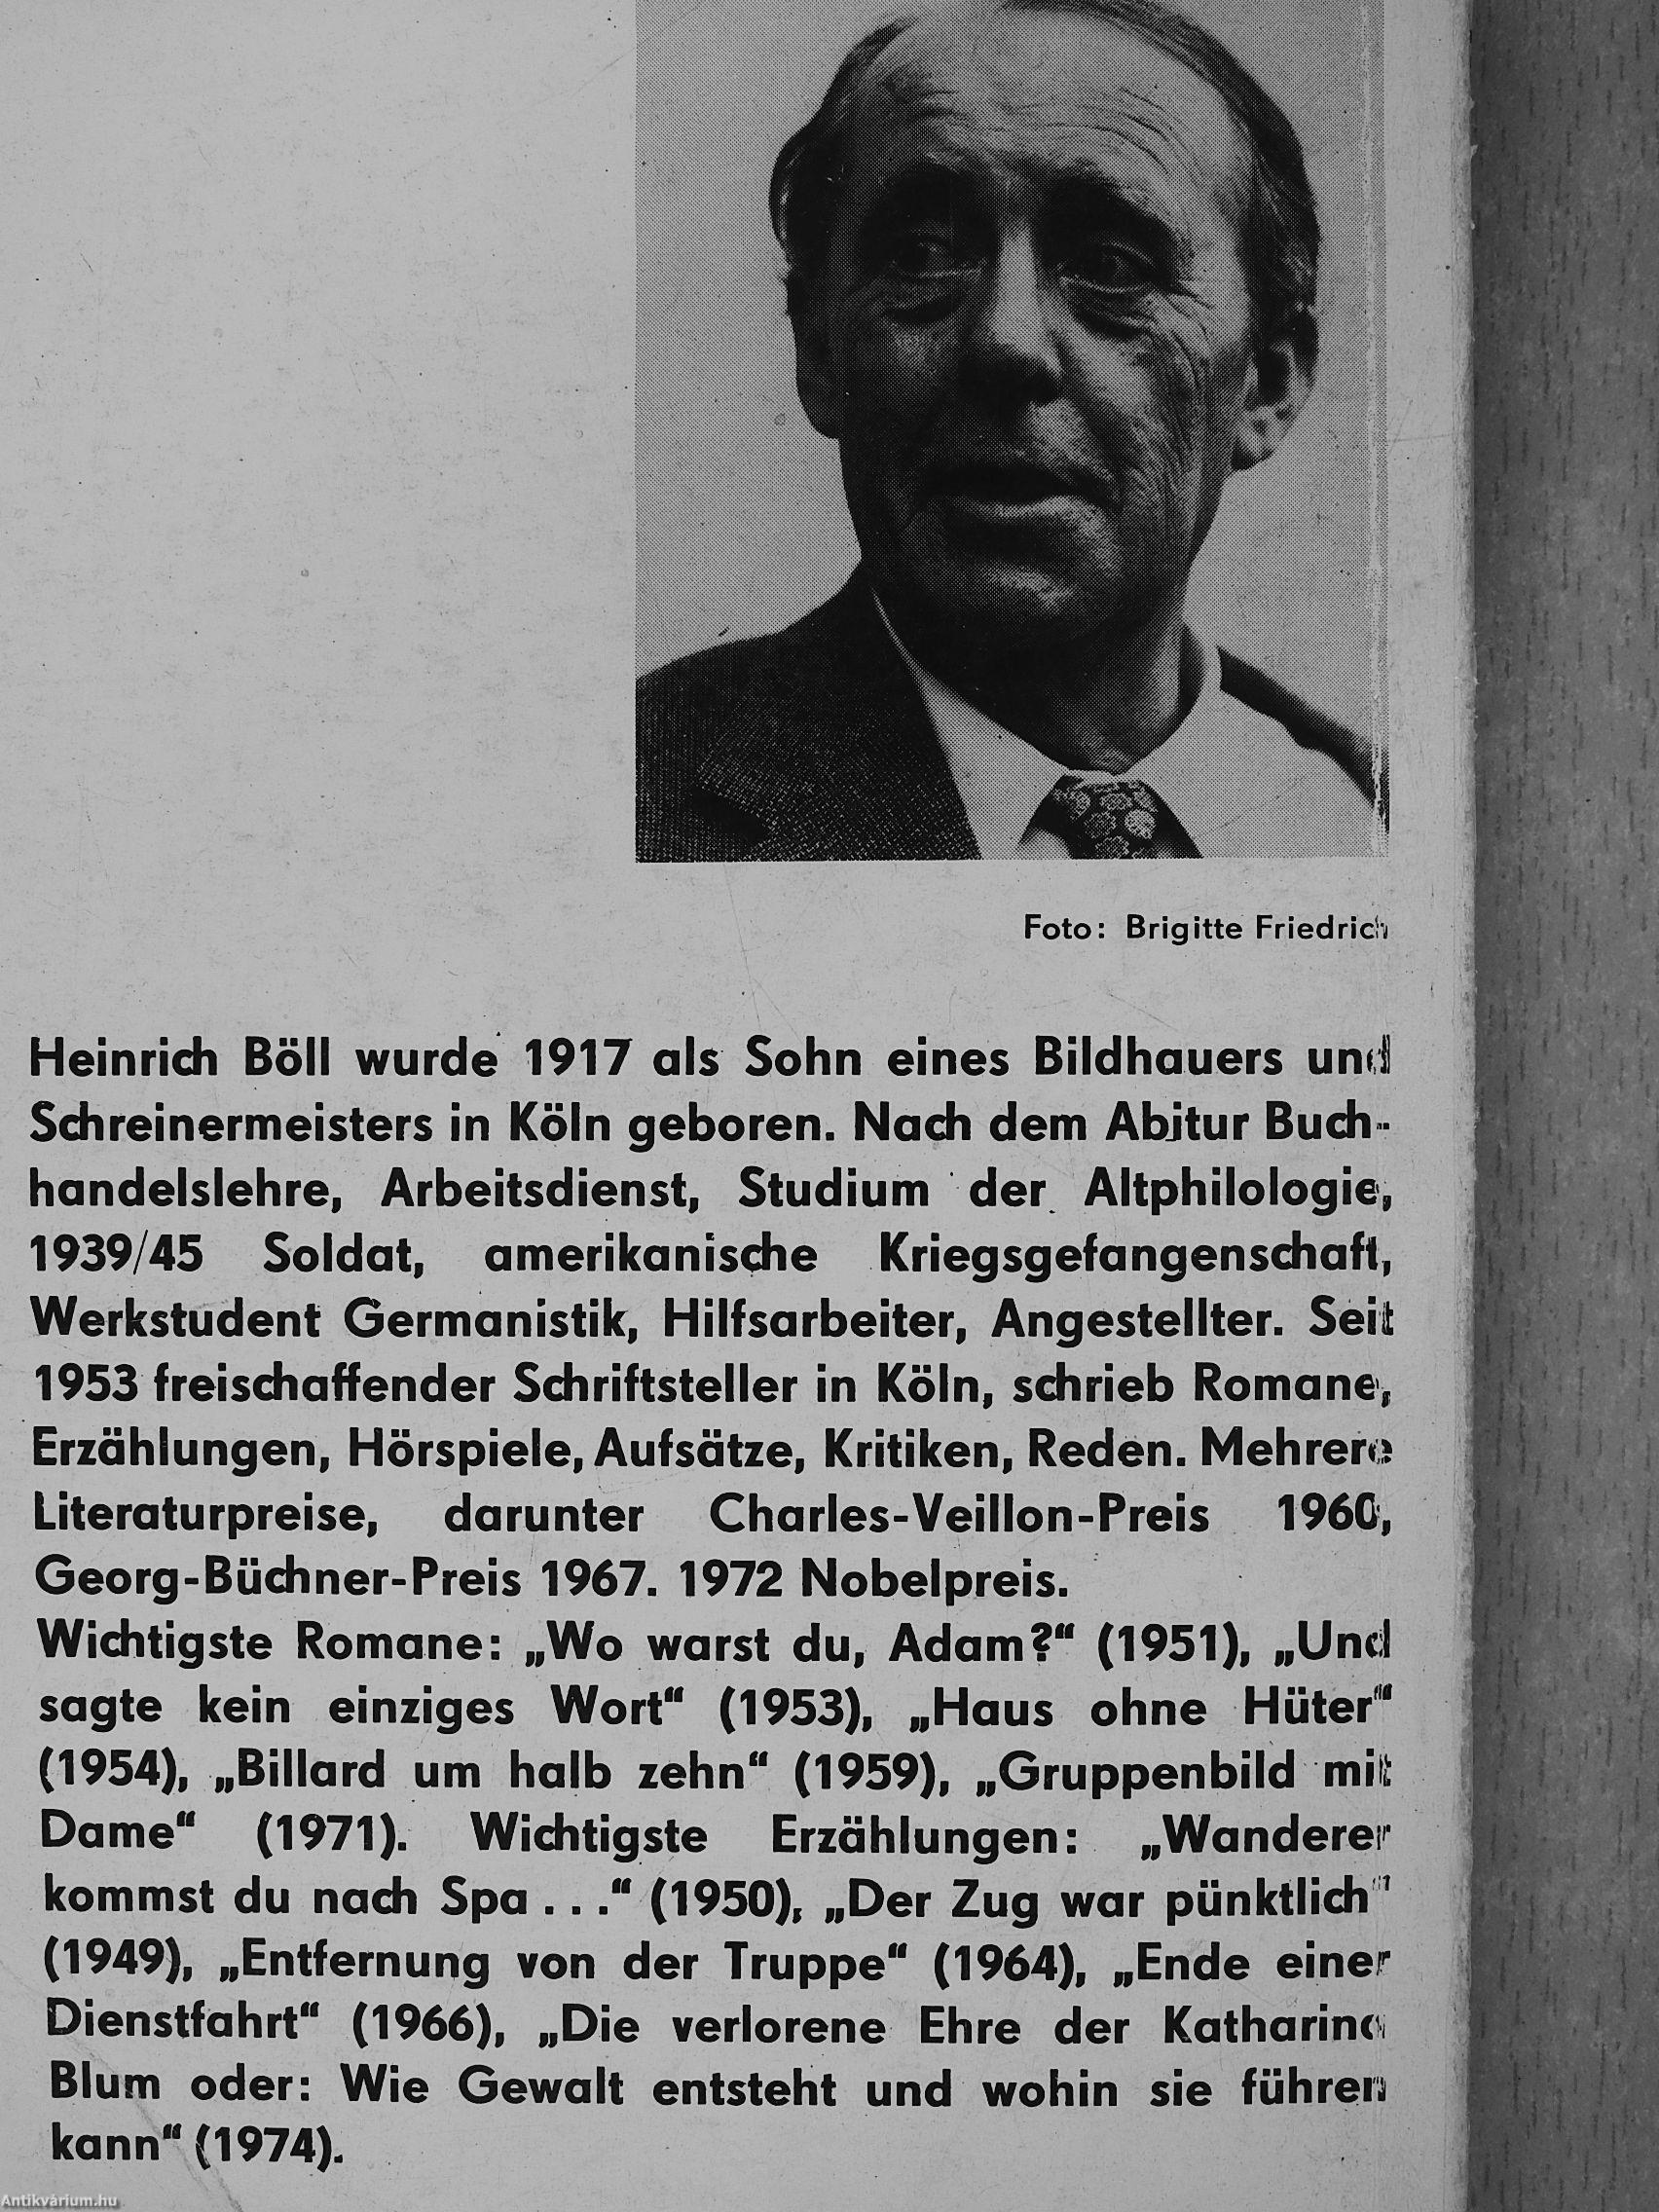 Foto: Brigitte Friedrich
Heinrich Böll wurde 1917 als Sohn eines Bildhauers und
Schreinermeisters in Köln geboren. Nach dem Abitur Buch-
handelslehre, Arbeitsdienst, Studium der Altphilologie,
1939/45 Soldat, amerikanische Kriegsgefangenschaft,
Werkstudent Germanistik, Hilfsarbeiter, Angestellter. Seit
1953 freischaffender Schriftsteller in Köln, schrieb Romane,
Erzählungen, Hörspiele, Aufsätze, Kritiken, Reden. Mehrere
Literaturpreise, darunter Charles-Veillon-Preis 1960,
Georg-Büchner-Preis 1967. 1972 Nobelpreis.
Wichtigste Romane: „Wo warst du, Adam?“ (1951), „Und
sagte kein einziges Wort“ (1953), „Haus ohne Hüter“
(1954), „Billard um halb zehn“ (1959), „Gruppenbild mit
Dame“ (1971). Wichtigste Erzählungen: „Wanderer
kommst du nach Spa . . .“ (1950), „Der Zug war pünktlich“
(1949), „Entfernung von der Truppe“ (1964), „Ende einer
Dienstfahrt“ (1966), „Die verlorene Ehre der Katharina
Blum oder: Wie Gewalt entsteht und wohin sie führen
kann“ (1974).
Antikvárium.hu